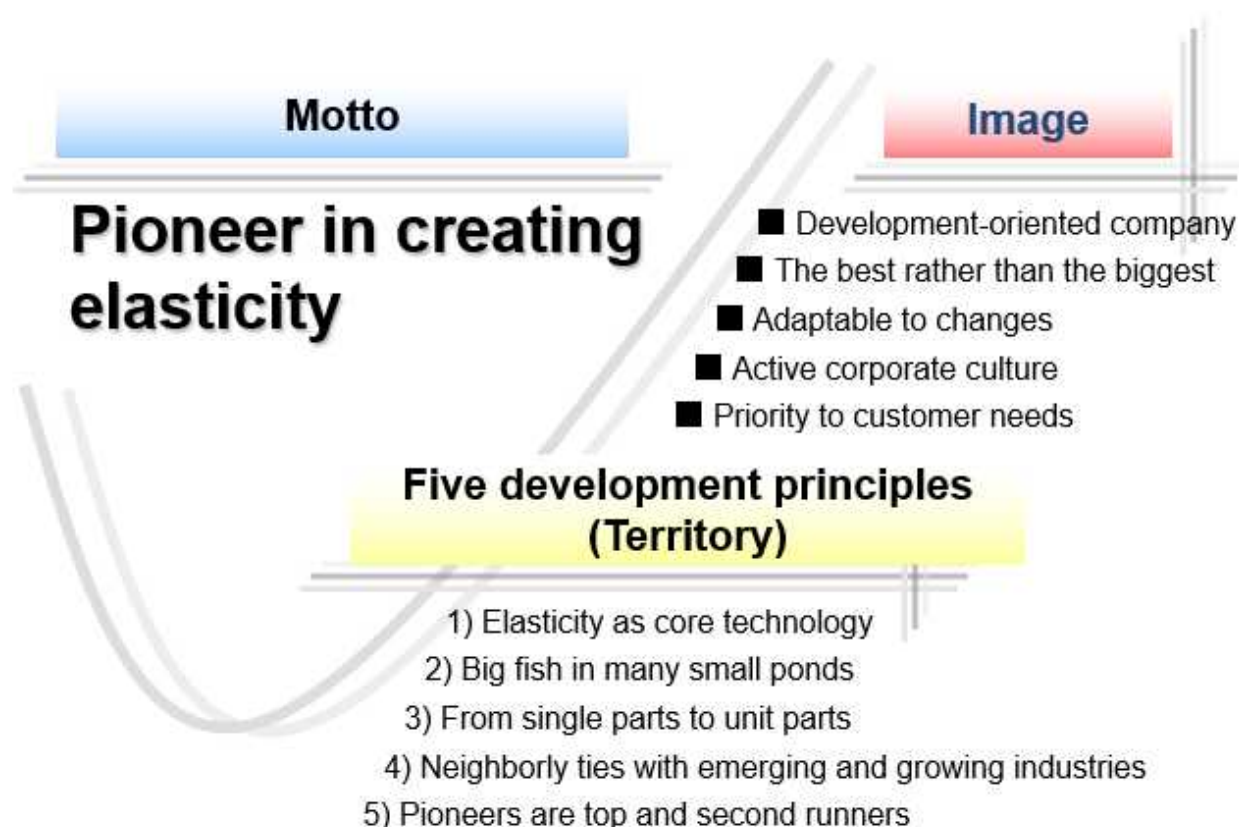 Motto
Pioneer in creating
elasticity
Image
■ Development-oriented company
■ The best rather than the biggest
■ Adaptable to changes
■ Active corporate culture
■ Priority to customer needs
Five development principles
(Territory)
1) Elasticity as core technology
2) Big fish in many small ponds
3) From single parts to unit parts
4) Neighborly ties with emerging and growing industries
5) Pioneers are top and second runners